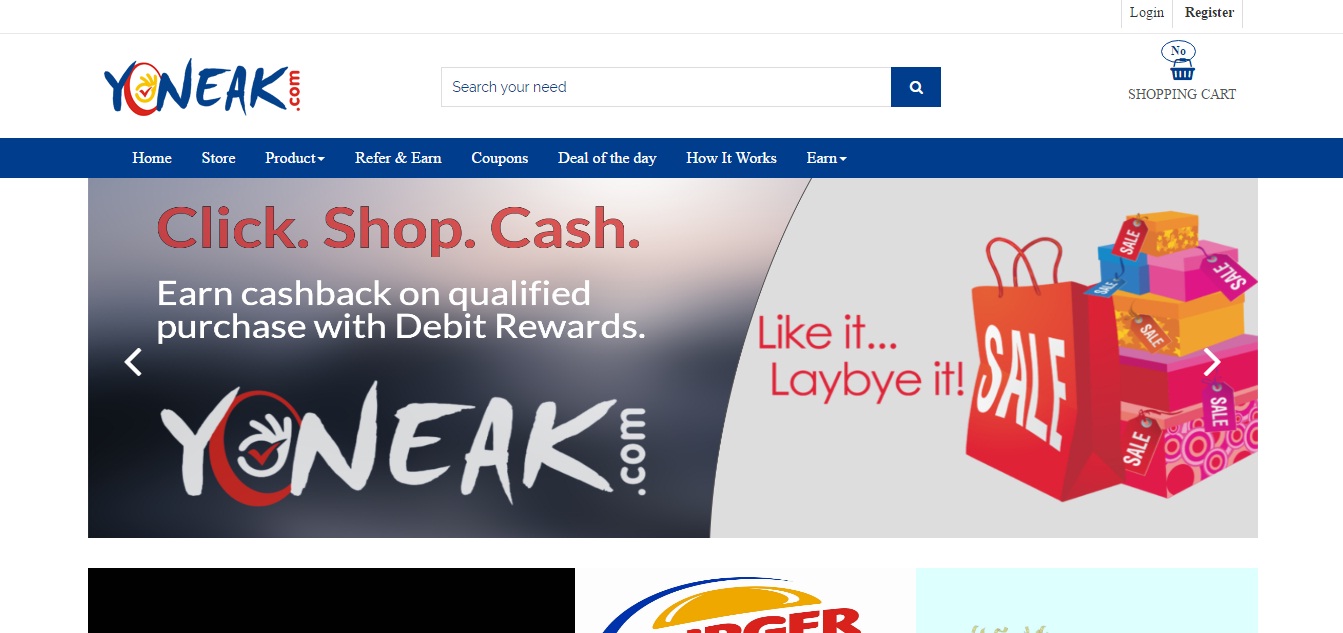 Login Register
No
YONEAK.com
Search your need
SHOPPING CART
Home Store Product Refer & Earn Coupons Deal of the day How It Works Earn
Click. Shop. Cash.
Earn cashback on qualified
purchase with Debit Rewards.
YONEAK.com
Like it...
Laybye it!
SALE
SALE
SALE
SALE
SALE
SALE
SALE